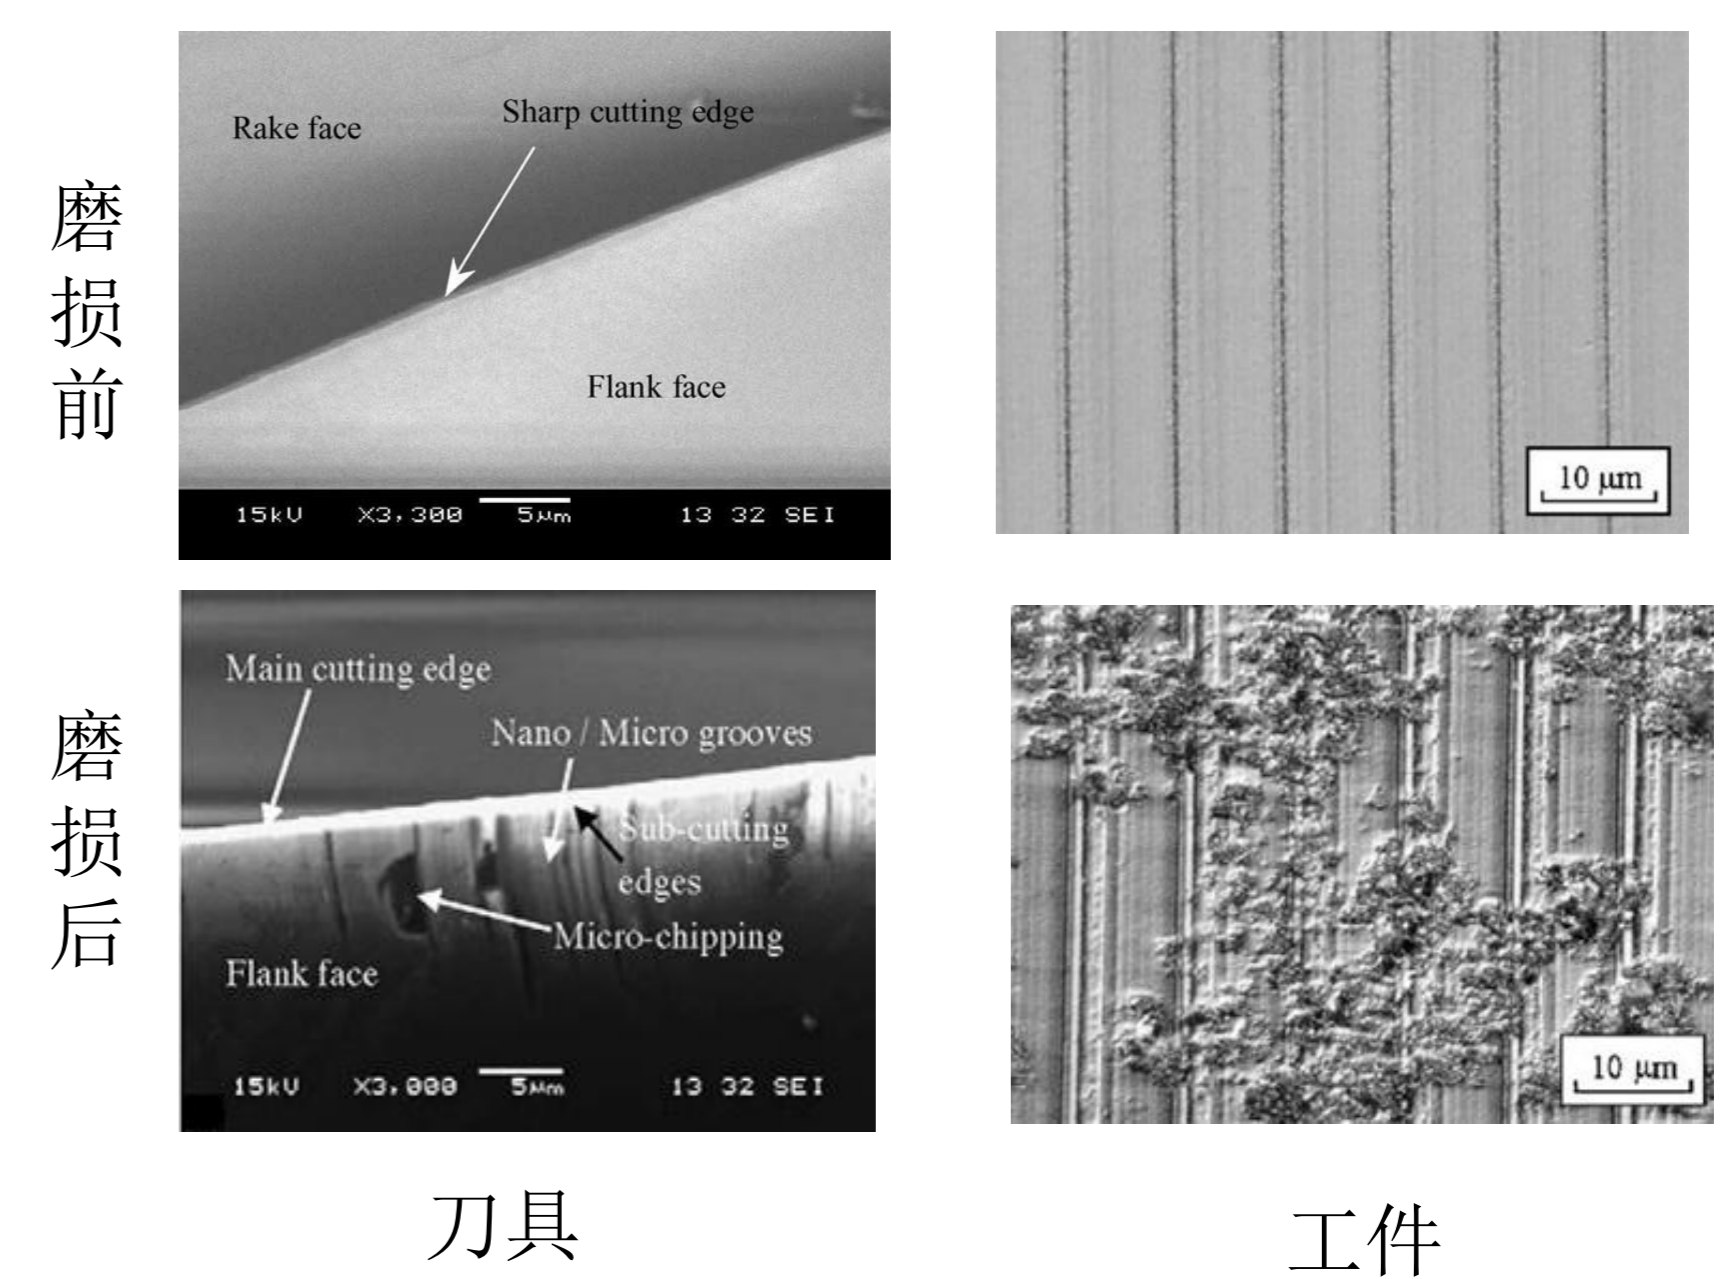 磨损前
Rake face
Sharp cutting edge
Flank face
15kV X3,300 5μm 13 32 SEI
10 μm
磨损后
Main cutting edge
Nano / Micro grooves
Sub-cutting
edges
Micro-chipping
Flank face
15kV X3,000 5μm 13 32 SEI
10 μm
刀具
工件